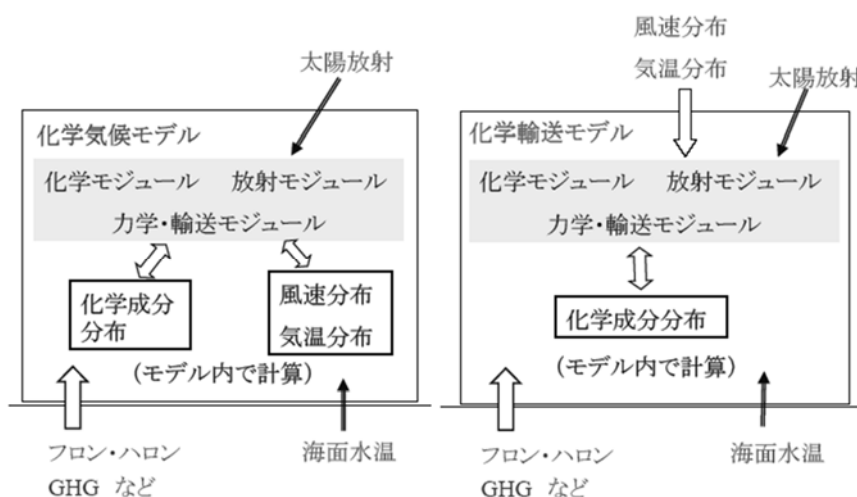 太陽放射
化学気候モデル
化学モジュール 放射モジュール
力学・輸送モジュール
化学成分
分布
風速分布
気温分布
(モデル内で計算)
フロン・ハロン
GHG など
海面水温
風速分布
気温分布
太陽放射
化学輸送モデル
化学モジュール 放射モジュール
力学・輸送モジュール
化学成分分布
(モデル内で計算)
フロン・ハロン
GHG など
海面水温